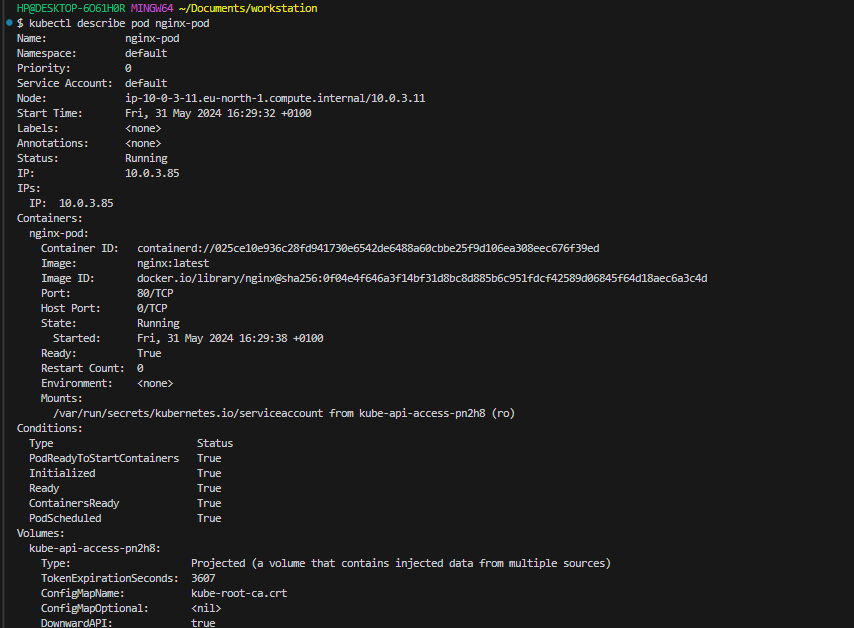 HP@DESKTOP-6O61H0R MINGW64 ~/Documents/workstation
$ kubectl describe pod nginx-pod
Name:             nginx-pod
Namespace:        default
Priority:         0
Service Account:  default
Node:             ip-10-0-3-11.eu-north-1.compute.internal/10.0.3.11
Start Time:       Fri, 31 May 2024 16:29:32 +0100
Labels:           <none>
Annotations:      <none>
Status:           Running
IP:               10.0.3.85
IPs:
  IP:  10.0.3.85
Containers:
  nginx-pod:
    Container ID:   containerd://025ce10e936c28fd941730e6542de6488a60cbbe25f9d106ea308eec676f39ed
    Image:          nginx:latest
    Image ID:       docker.io/library/nginx@sha256:0f04e4f646a3f14bf31d8bc8d885b6c951fdcf42589d06845f64d18aec6a3c4d
    Port:           80/TCP
    Host Port:      0/TCP
    State:          Running
      Started:      Fri, 31 May 2024 16:29:38 +0100
    Ready:          True
    Restart Count:  0
    Environment:    <none>
    Mounts:
      /var/run/secrets/kubernetes.io/serviceaccount from kube-api-access-pn2h8 (ro)
Conditions:
  Type                        Status
  PodReadyToStartContainers   True
  Initialized                 True
  Ready                       True
  ContainersReady             True
  PodScheduled                True
Volumes:
  kube-api-access-pn2h8:
    Type:                    Projected (a volume that contains injected data from multiple sources)
    TokenExpirationSeconds:  3607
    ConfigMapName:           kube-root-ca.crt
    ConfigMapOptional:       <nil>
    DownwardAPI:             true